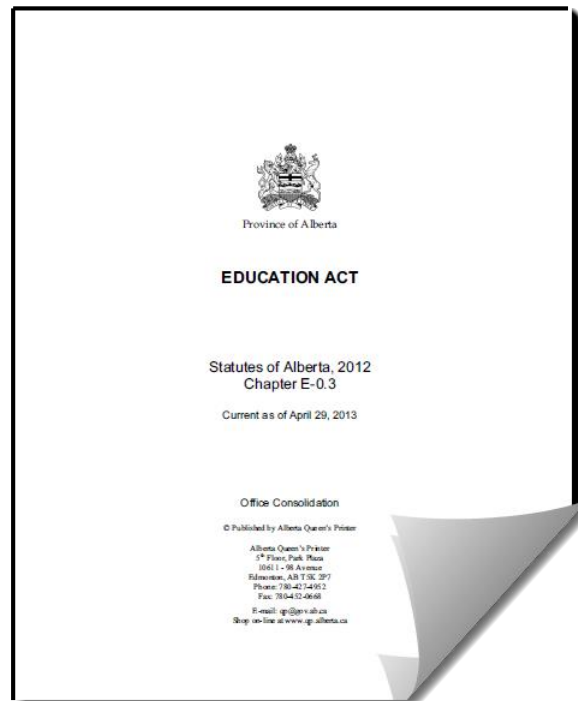 Province of Alberta
EDUCATION ACT
Statutes of Alberta, 2012
Chapter E-0.3
Current as of April 29, 2013
Office Consolidation
© Published by Alberta Queen's Printer
Alberta Queen's Printer
5th Floor, Park Plaza
10611 - 98 Avenue
Edmonton, AB T5K 2P7
Phone: 780-427-4952
Fax: 780-452-0668
E-mail: qp@gov.ab.ca
Shop on-line at www.qp.alberta.ca